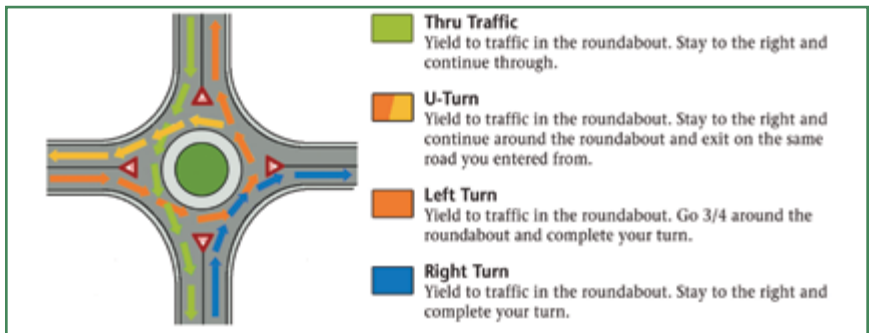 Thru Traffic
Yield to traffic in the roundabout. Stay to the right and
continue through.
U-Turn
Yield to traffic in the roundabout. Stay to the right and
continue around the roundabout and exit on the same
road you entered from.
Left Turn
Yield to traffic in the roundabout. Go 3/4 around the
roundabout and complete your turn.
Right Turn
Yield to traffic in the roundabout. Stay to the right and
complete your turn.